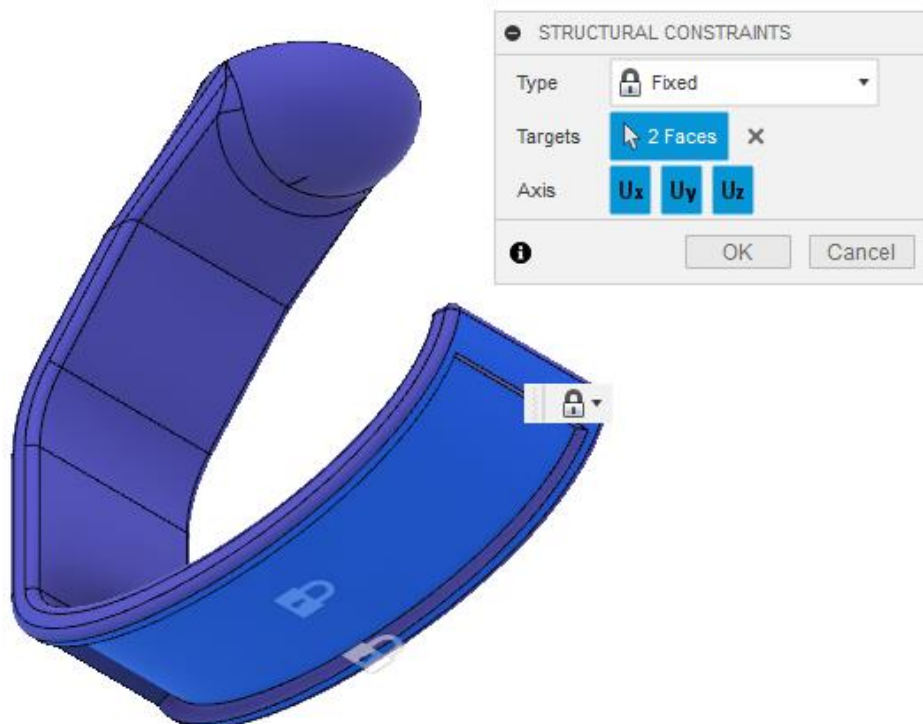 STRUCTURAL CONSTRAINTS
Type Fixed
Targets 2 Faces
Axis Ux Uy Uz
OK Cancel